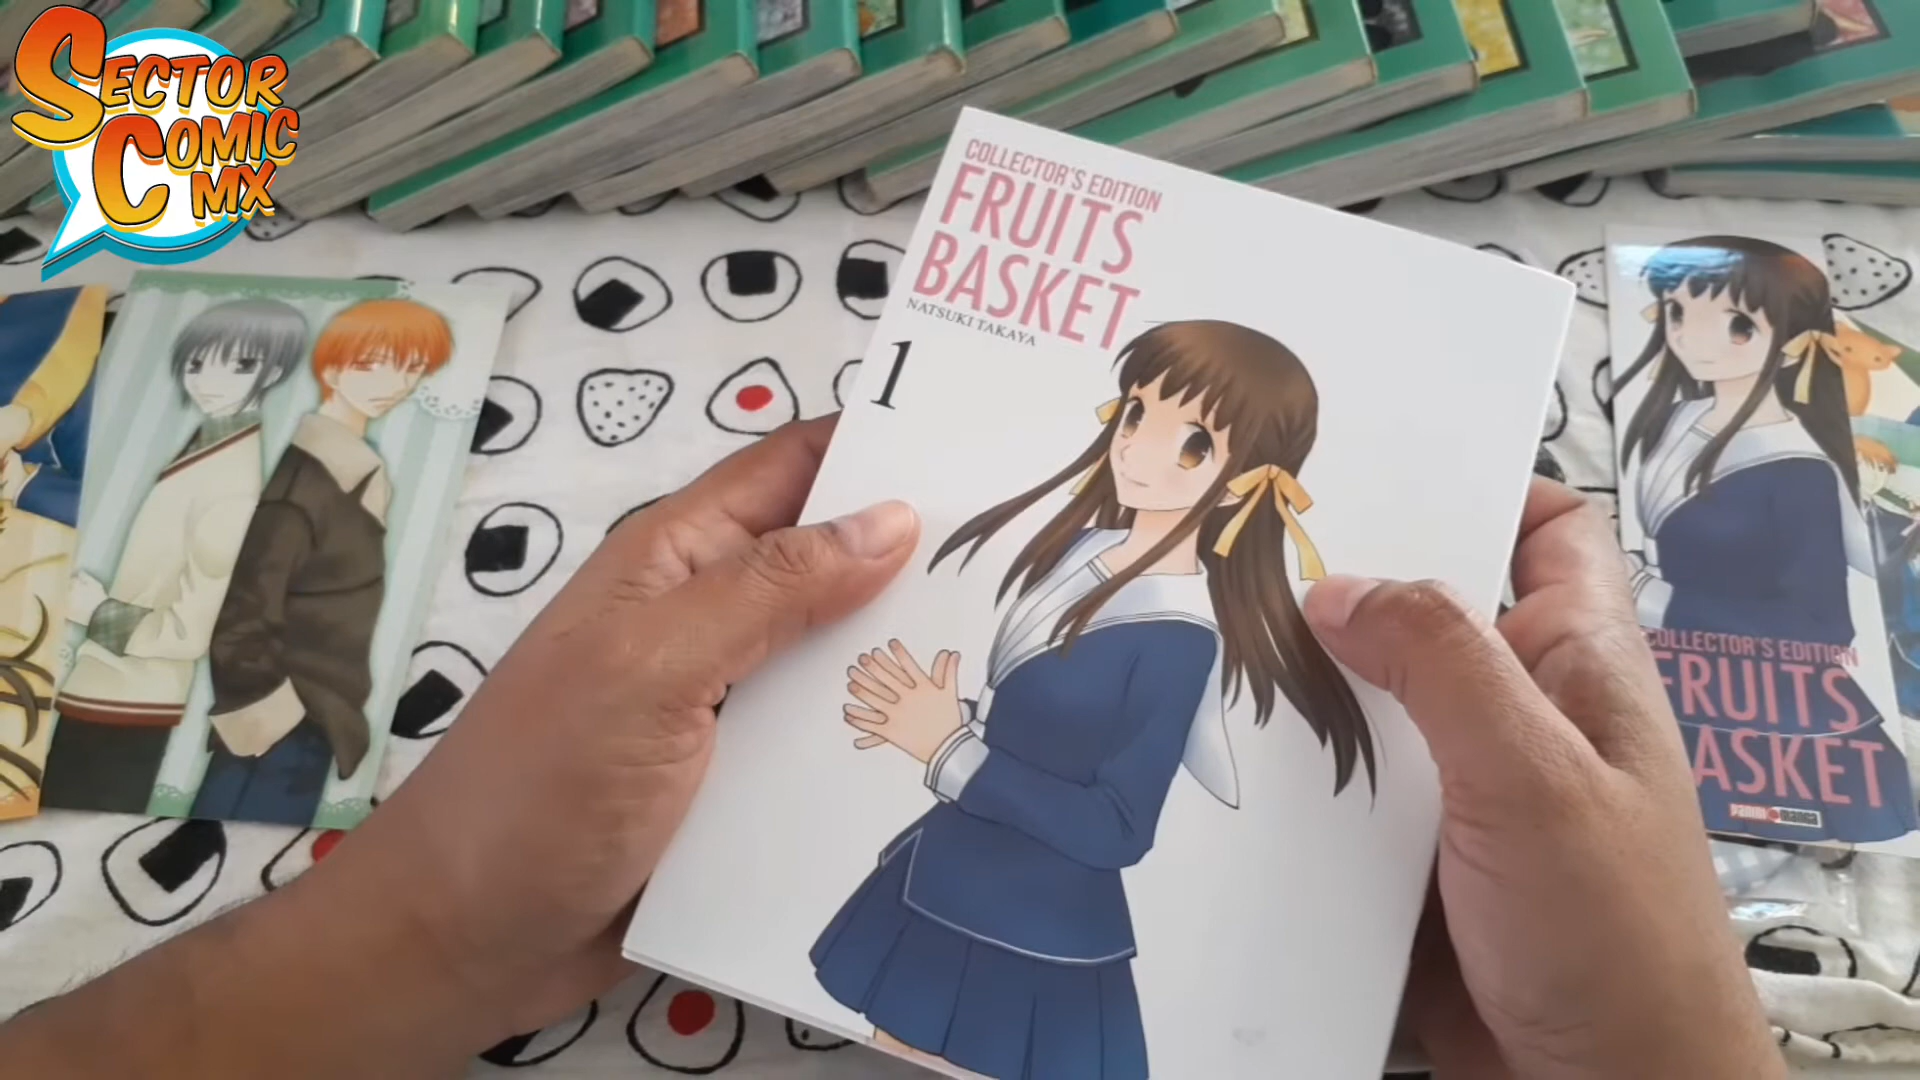 SECTOR
COMIC
MX
COLLECTOR'S EDITION
FRUITS
BASKET
NATSUKI TAKAYA
1
COLLECTOR'S EDITION
FRUITS
BASKET
PANINI manga